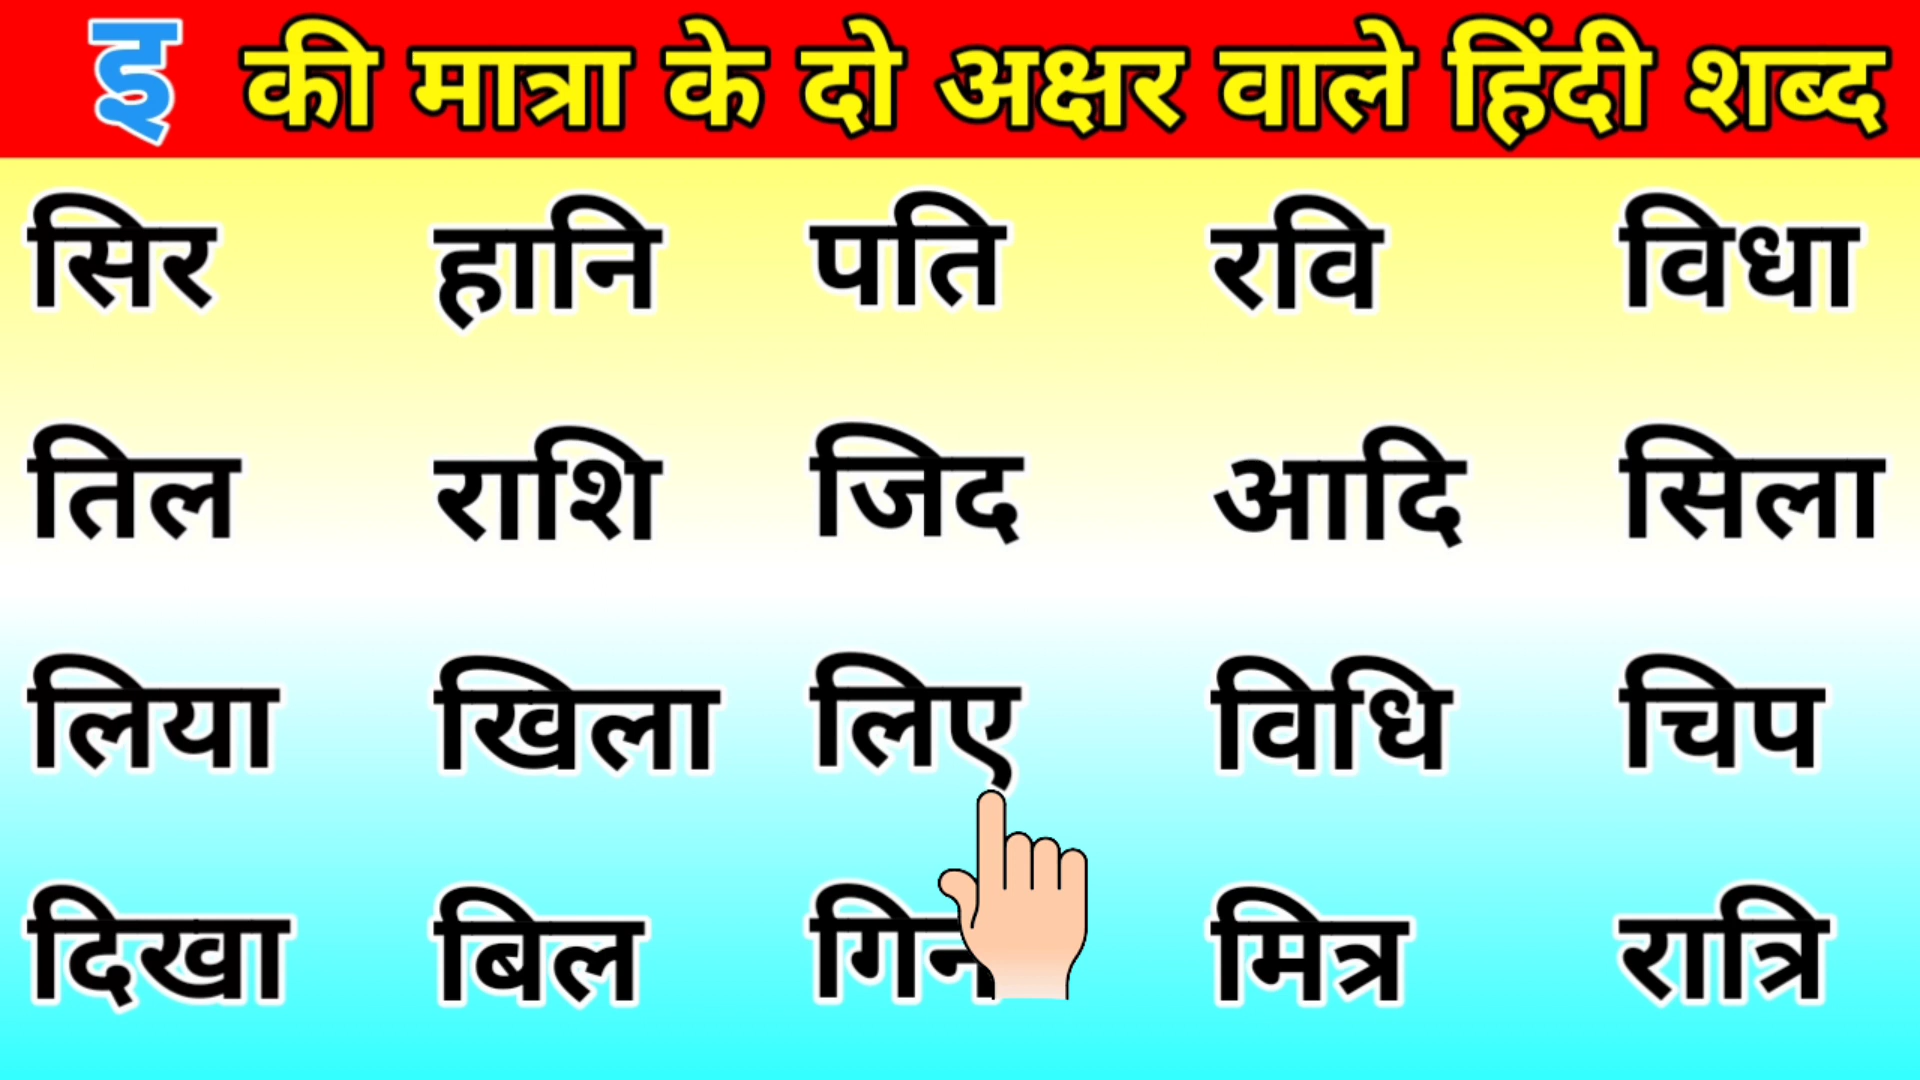 इ की मात्रा के दो अक्षर वाले हिंदी शब्द
सिर हानि पति रवि विधा
तिल राशि जिद आदि सिला
लिया खिला लिए विधि चिप
दिखा बिल गिन मित्र रात्रि